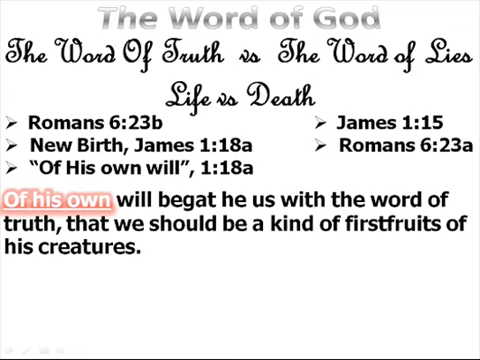 The Word of God
The Word Of Truth vs The Word of Lies
Life vs Death
➢ Romans 6:23b ➢ James 1:15
➢ New Birth, James 1:18a ➢ Romans 6:23a
➢ “Of His own will”, 1:18a
Of his own will begat he us with the word of
truth, that we should be a kind of firstfruits of
his creatures.